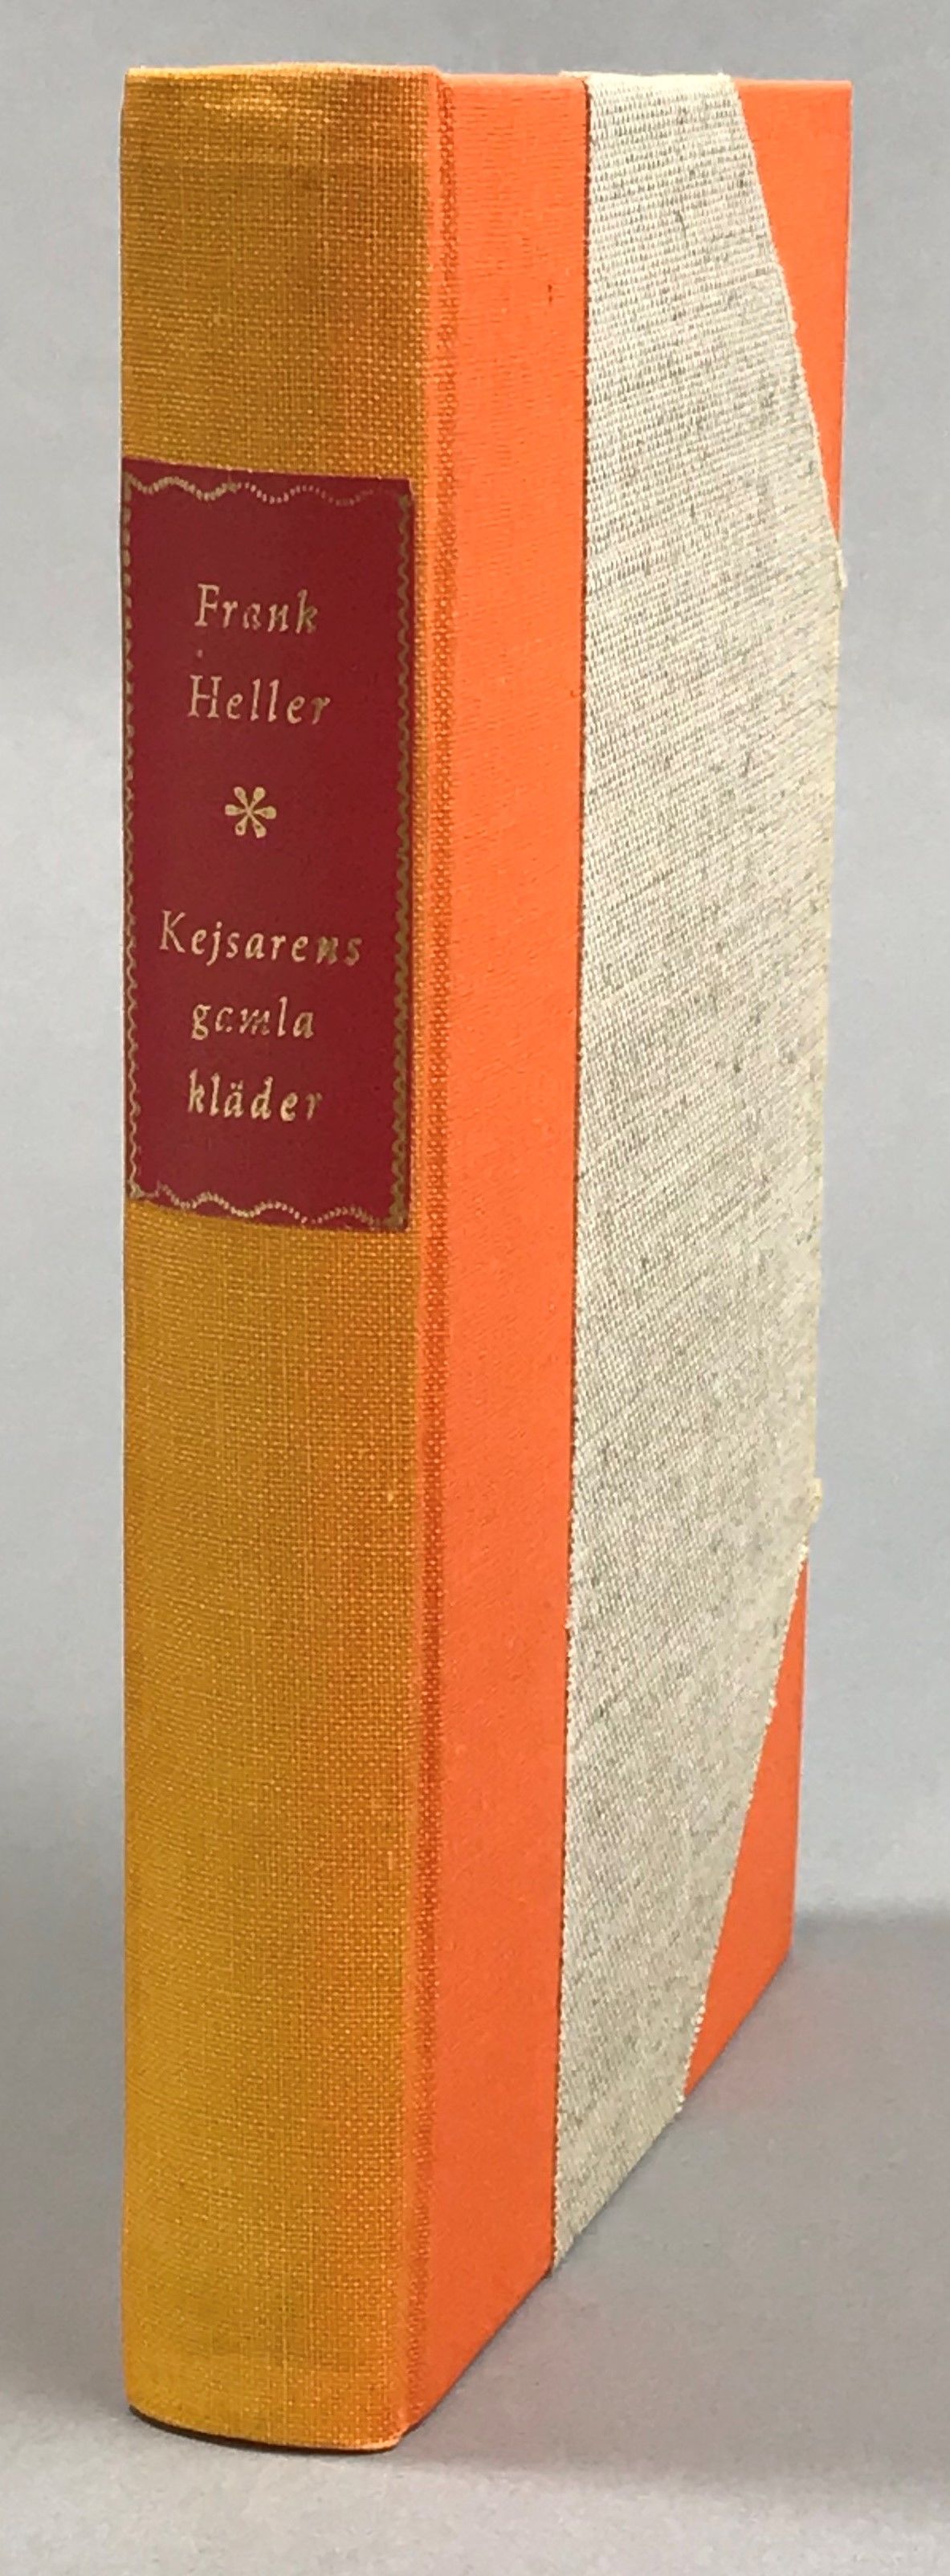 Frank
Heller
*
Kejsarens
gamla
kläder